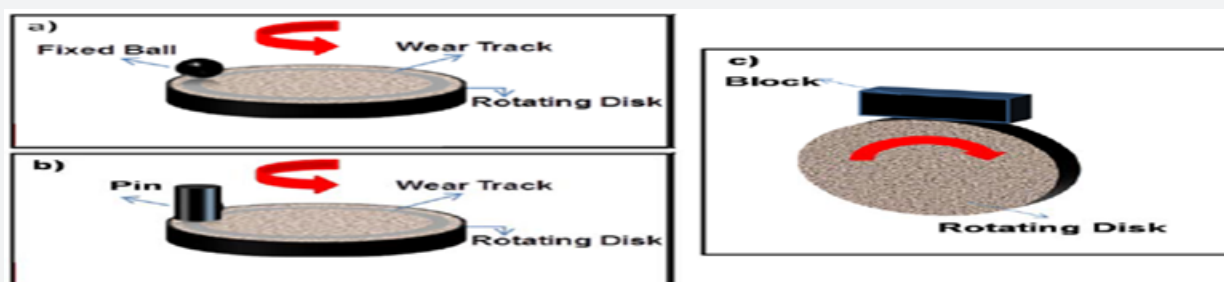 a)
Fixed Ball
Wear Track
Rotating Disk
b)
Pin
Wear Track
Rotating Disk
c)
Block
Rotating Disk